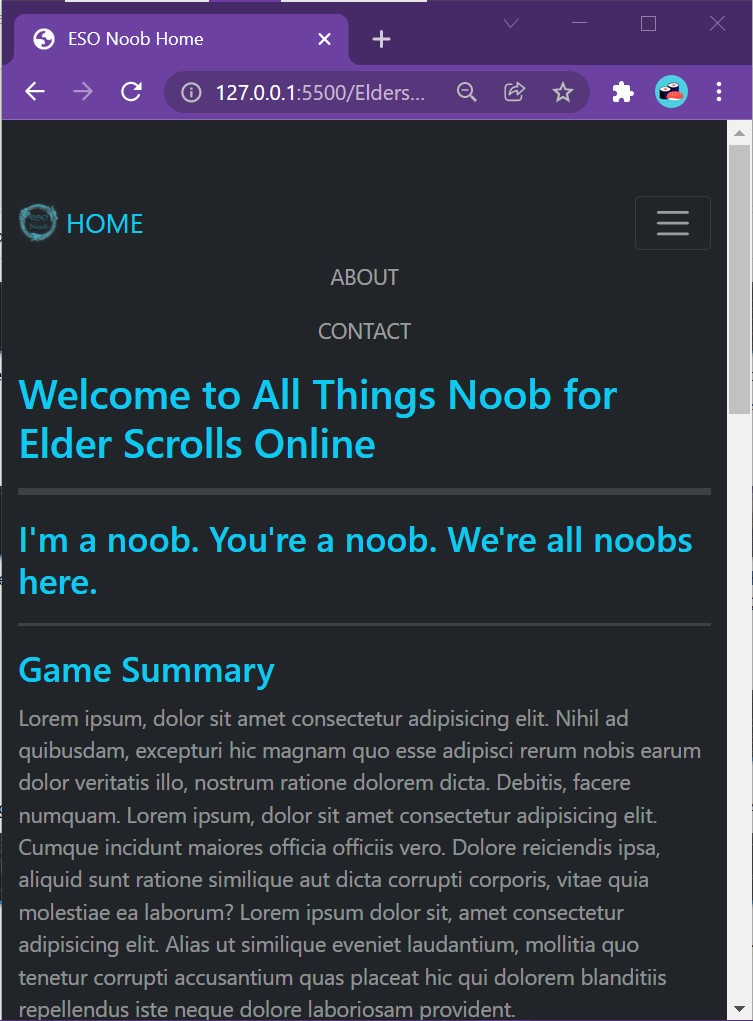 ESO Noob Home
127.0.0.1:5500/Elders...
ESO
Noob
HOME
ABOUT
CONTACT
Welcome to All Things Noob for
Elder Scrolls Online
I'm a noob. You're a noob. We're all noobs
here.
Game Summary
Lorem ipsum, dolor sit amet consectetur adipisicing elit. Nihil ad
quibusdam, excepturi hic magnam quo esse adipisci rerum nobis earum
dolor veritatis illo, nostrum ratione dolorem dicta. Debitis, facere
numquam. Lorem ipsum, dolor sit amet consectetur adipisicing elit.
Cumque incidunt maiores officia officiis vero. Dolore reiciendis ipsa,
aliquid sunt ratione similique aut dicta corrupti corporis, vitae quia
molestiae ea laborum? Lorem ipsum dolor sit, amet consectetur
adipisicing elit. Alias ut similique eveniet laudantium, mollitia quo
tenetur corrupti accusantium quas placeat hic qui dolorem blanditiis
repellendus iste neque dolore laboriosam provident.